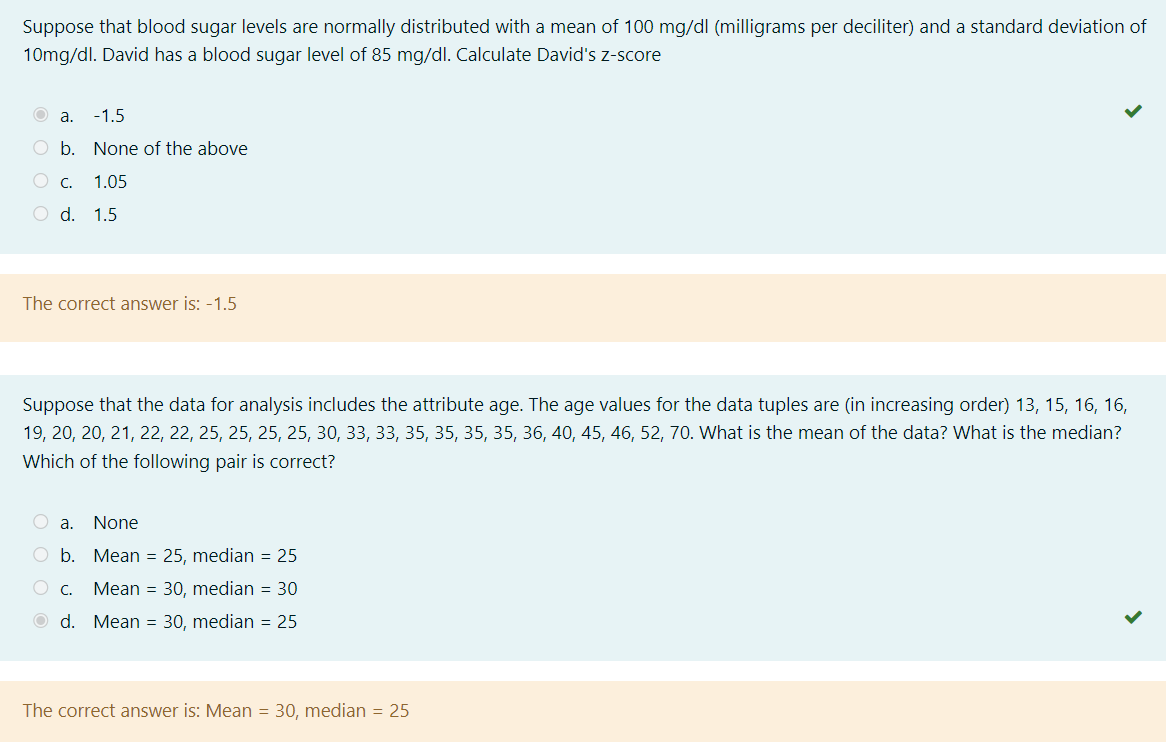 Suppose that blood sugar levels are normally distributed with a mean of 100 mg/dl (milligrams per deciliter) and a standard deviation of
10mg/dl. David has a blood sugar level of 85 mg/dl. Calculate David's z-score
a. -1.5
b. None of the above
c. 1.05
d. 1.5
The correct answer is: -1.5
Suppose that the data for analysis includes the attribute age. The age values for the data tuples are (in increasing order) 13, 15, 16, 16,
19, 20, 20, 21, 22, 22, 25, 25, 25, 25, 30, 33, 33, 35, 35, 35, 35, 36, 40, 45, 46, 52, 70. What is the mean of the data? What is the median?
Which of the following pair is correct?
a. None
b. Mean = 25, median = 25
c. Mean = 30, median = 30
d. Mean = 30, median = 25
The correct answer is: Mean = 30, median = 25